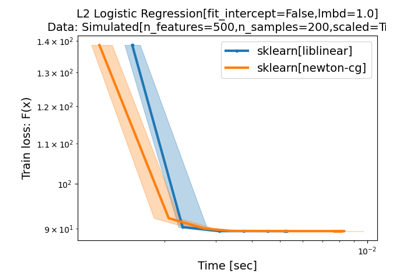 L2 Logistic Regression[fit_intercept=False,lmbd=1.0]
Data: Simulated[n_features=500,n_samples=200,scaled=Tr
1.4 × 10²
1.3 × 10²
1.2 × 10²
1.1 × 10²
10²
9 × 10¹
Train loss: F(x)
sklearn[liblinear]
sklearn[newton-cg]
10⁻²
Time [sec]